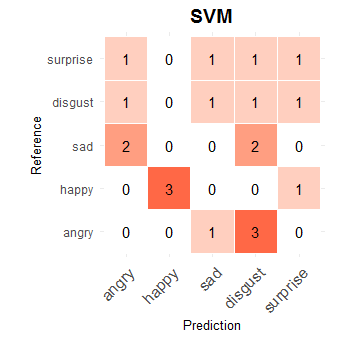 SVM
Reference
surprise 1 0 1 1 1
disgust 1 0 1 1 1
sad 2 0 0 2 0
happy 0 3 0 0 1
angry 0 0 1 3 0
angry happy sad disgust surprise
Prediction